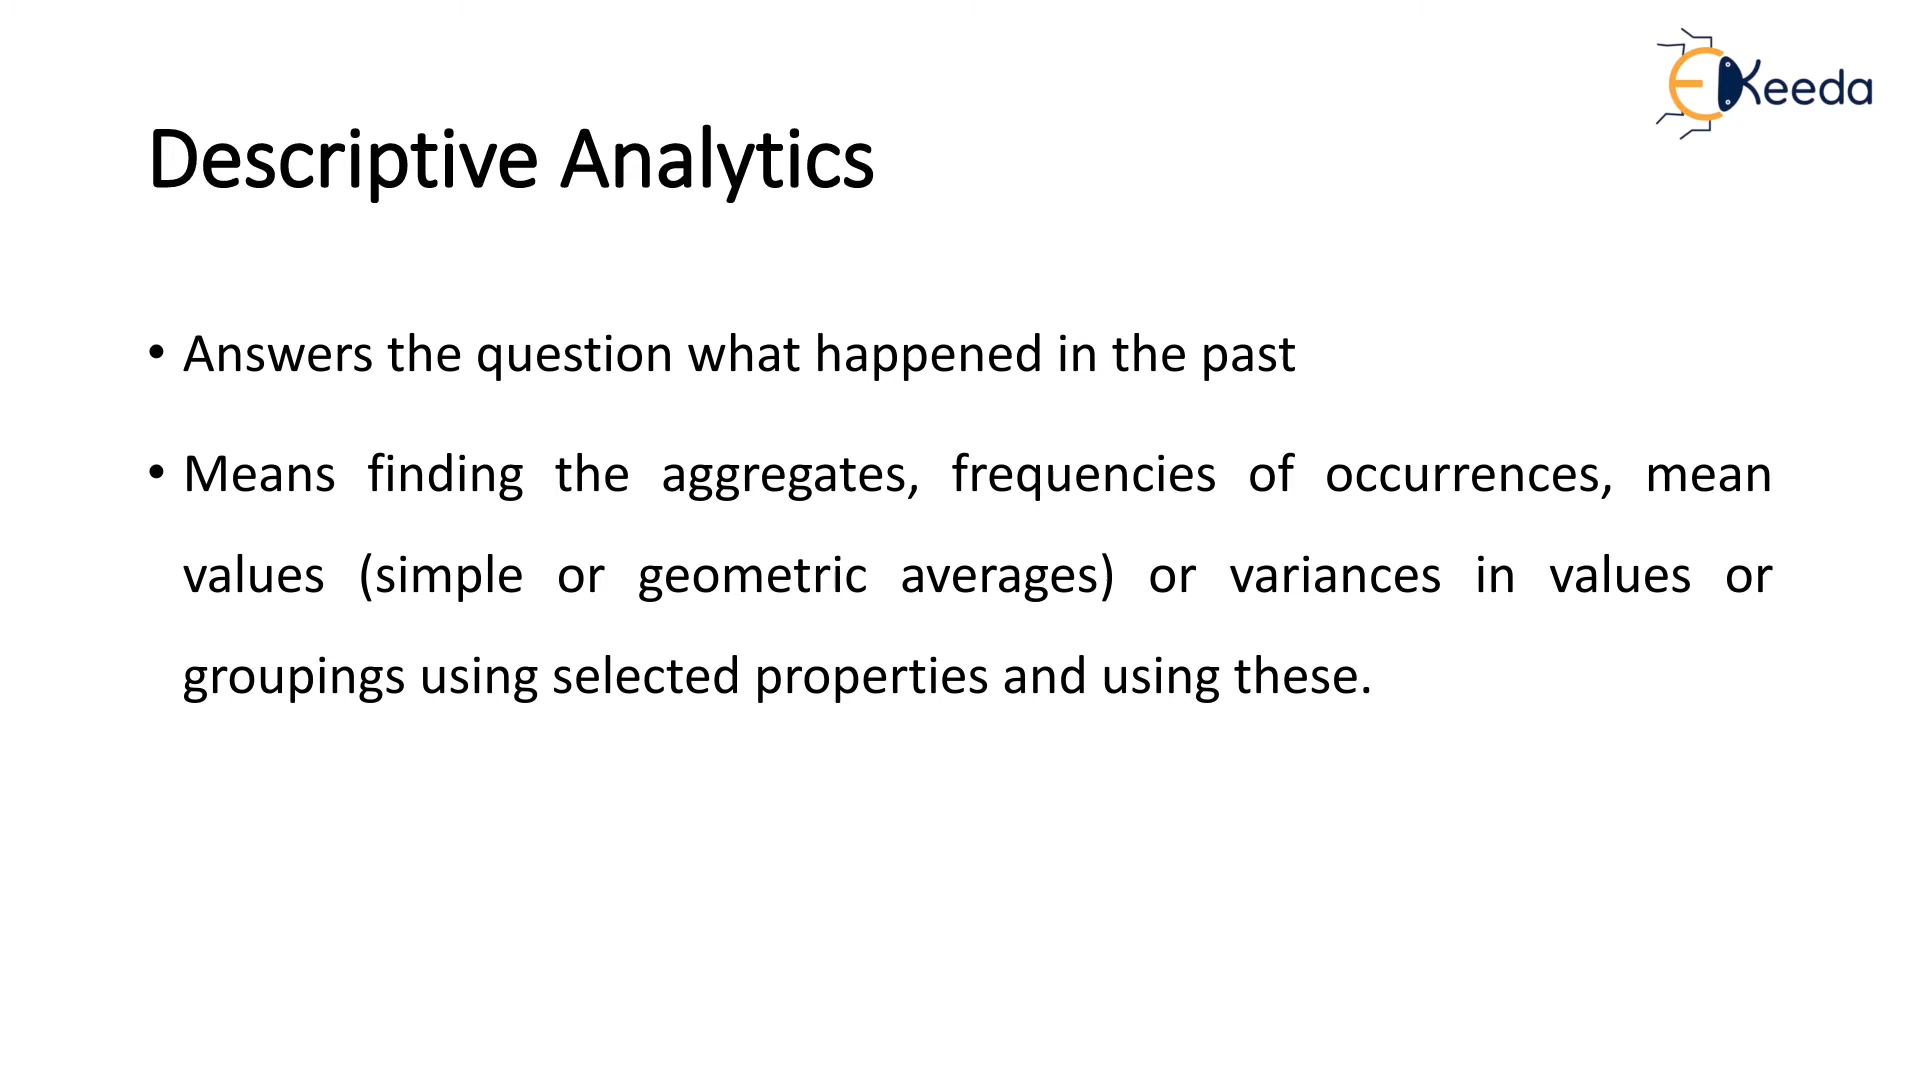 EKeeda
Descriptive Analytics
• Answers the question what happened in the past
• Means finding the aggregates, frequencies of occurrences, mean
values (simple or geometric averages) or variances in values or
groupings using selected properties and using these.